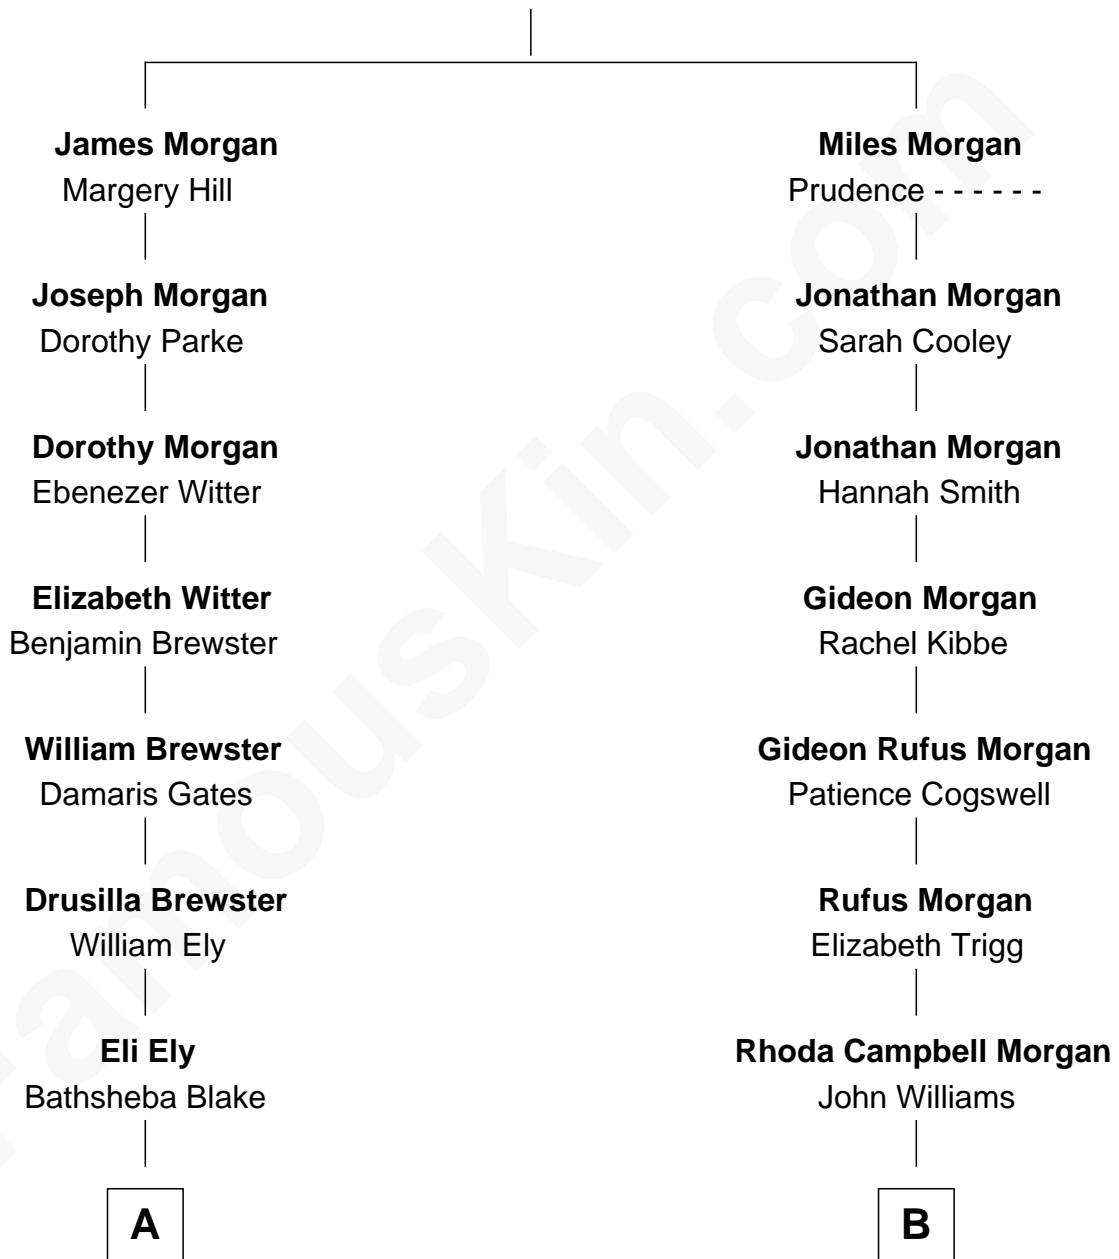 James Morgan
Margery Hill
Joseph Morgan
Dorothy Parke
Dorothy Morgan
Ebenezer Witter
Elizabeth Witter
Benjamin Brewster
William Brewster
Damaris Gates
Drusilla Brewster
William Ely
Eli Ely
Bathsheba Blake
A
Miles Morgan
Prudence - - - - - -
Jonathan Morgan
Sarah Cooley
Jonathan Morgan
Hannah Smith
Gideon Morgan
Rachel Kibbe
Gideon Rufus Morgan
Patience Cogswell
Rufus Morgan
Elizabeth Trigg
Rhoda Campbell Morgan
John Williams
B
FamousKin.com